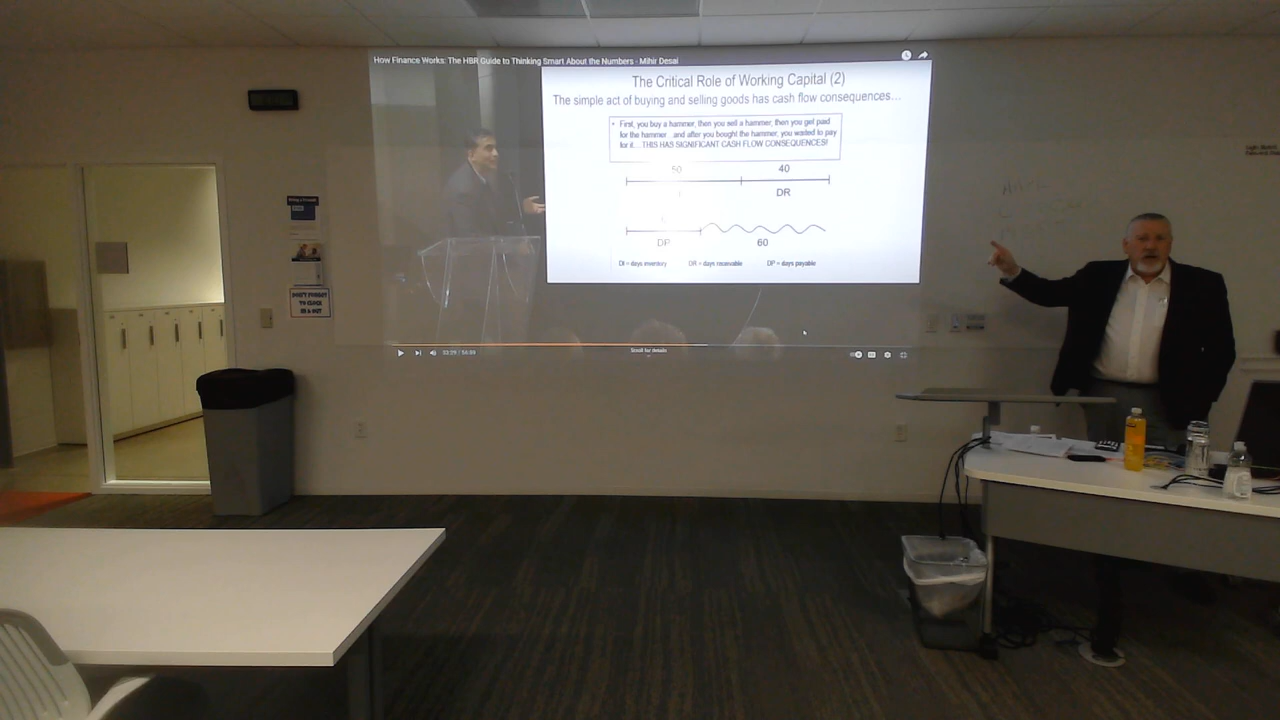 How Finance Works: The HBR Guide to Thinking Smart About the Numbers - Mihir Desai
The Critical Role of Working Capital (2)
The simple act of buying and selling goods has cash flow consequences…
• First, you buy a hammer, then you sell a hammer, then you get paid
for the hammer...and after you bought the hammer, you waited to pay
for it....THIS HAS SIGNIFICANT CASH FLOW CONSEQUENCES!
50 40
DR
DP 60
DI = days inventory DR = days receivable DP = days payable
Scroll for details
DON'T FORGET
TO CLOCK
IN & OUT!